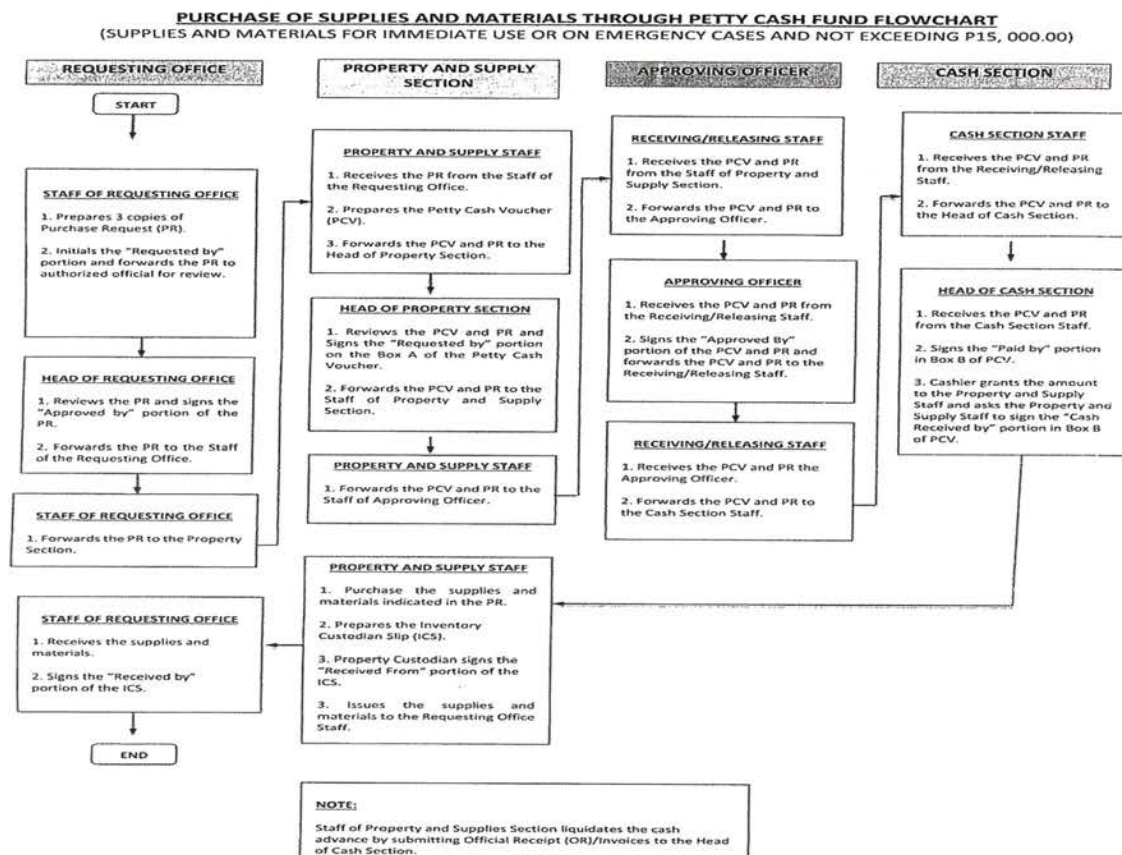 PURCHASE OF SUPPLIES AND MATERIALS THROUGH PETTY CASH FUND FLOWCHART
(SUPPLIES AND MATERIALS FOR IMMEDIATE USE OR ON EMERGENCY CASES AND NOT EXCEEDING P15, 000.00)
REQUESTING OFFICE
START
STAFF OF REQUESTING OFFICE
1. Prepares 3 copies of
Purchase Request (PR).
2. Initials the "Requested by"
portion and forwards the PR to
authorized official for review.
HEAD OF REQUESTING OFFICE
1. Reviews the PR and signs the
"Approved by" portion of the
PR.
2. Forwards the PR to the Staff
of the Requesting Office.
STAFF OF REQUESTING OFFICE
1. Forwards the PR to the Property
Section.
PROPERTY AND SUPPLY
SECTION
PROPERTY AND SUPPLY STAFF
1. Receives the PR from the Staff of
the Requesting Office.
2. Prepares the Petty Cash Voucher
(PCV).
3. Forwards the PCV and PR to the
Head of Property Section.
HEAD OF PROPERTY SECTION
1. Reviews the PCV and PR and
Signs the "Requested by" portion
on the Box A of the Petty Cash
Voucher.
2. Forwards the PCV and PR to the
Staff of Property and Supply
Section.
PROPERTY AND SUPPLY STAFF
1. Forwards the PCV and PR to the
Staff of Approving Officer.
APPROVING OFFICER
RECEIVING/RELEASING STAFF
1. Receives the PCV and PR
from the Staff of Property and
Supply Section.
2. Forwards the PCV and PR to
the Approving Officer.
APPROVING OFFICER
1. Receives the PCV and PR from
the Receiving/Releasing Staff.
2. Signs the "Approved By"
portion of the PCV and PR and
forwards the PCV and PR to the
Receiving/Releasing Staff.
RECEIVING/RELEASING STAFF
1. Receives the PCV and PR the
Approving Officer.
2. Forwards the PCV and PR to
the Cash Section Staff.
CASH SECTION
CASH SECTION STAFF
1. Receives the PCV and PR
from the Receiving/Releasing
Staff.
2. Forwards the PCV and PR to
the Head of Cash Section.
HEAD OF CASH SECTION
1. Receives the PCV and PR
from the Cash Section Staff.
2. Signs the "Paid by" portion
in Box B of PCV.
3. Cashier grants the amount
to the Property and Supply
Staff and asks the Property and
Supply Staff to sign the "Cash
Received by" portion in Box B
of PCV.
PROPERTY AND SUPPLY STAFF
1. Purchase the supplies and
materials indicated in the PR.
2. Prepares the Inventory
Custodian Slip (ICS).
3. Property Custodian signs the
"Received From" portion of the
ICS.
3. Issues the supplies and
materials to the Requesting Office
Staff.
STAFF OF REQUESTING OFFICE
1. Receives the supplies and
materials.
2. Signs the "Received by"
portion of the ICS.
END
NOTE:
Staff of Property and Supplies Section liquidates the cash
advance by submitting Official Receipt (OR)/Invoices to the Head
of Cash Section.